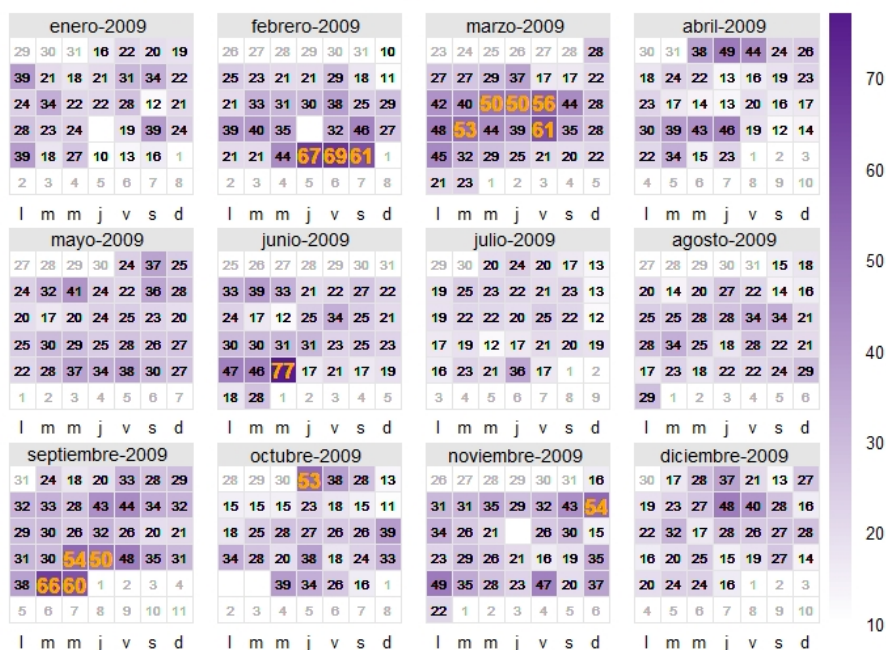 enero-2009
29 30 31 16 22 20 19
39 21 18 21 31 34 22
24 34 22 22 28 12 21
28 23 24 19 39 24
39 18 27 10 13 16 1
2 3 4 5 6 7 8
l m m j v s d
febrero-2009
26 27 28 29 30 31 10
25 23 21 21 29 18 11
21 33 31 30 38 25 29
39 40 35 32 46 27
21 21 44 67 69 61 1
2 3 4 5 6 7 8
l m m j v s d
marzo-2009
23 24 25 26 27 28 28
27 27 29 37 17 17 22
42 40 50 50 56 44 28
48 53 44 39 61 35 28
45 32 29 25 21 20 22
21 23 1 2 3 4 5
l m m j v s d
abril-2009
30 31 38 49 44 24 26
18 24 22 13 16 19 23
23 17 14 13 20 16 17
30 39 43 46 19 12 14
22 34 15 23 1 2 3
4 5 6 7 8 9 10
l m m j v s d
mayo-2009
27 28 29 30 24 37 25
24 32 41 24 22 36 28
20 17 20 24 25 23 20
25 30 29 25 28 26 27
22 28 37 34 38 30 27
1 2 3 4 5 6 7
l m m j v s d
junio-2009
25 26 27 28 29 30 31
33 39 33 21 22 27 22
24 17 12 25 34 25 21
30 30 31 31 23 25 23
47 46 77 17 21 17 19
18 28 1 2 3 4 5
l m m j v s d
julio-2009
29 30 20 24 20 17 13
19 25 23 22 21 23 13
22 22 20 22 25 22 12
17 19 12 17 21 20 19
16 23 21 36 17 1 2
3 4 5 6 7 8 9
l m m j v s d
agosto-2009
27 28 29 30 31 15 18
20 14 20 27 22 14 16
25 25 28 28 34 34 21
28 34 25 18 28 22 21
17 23 18 22 22 24 29
29 1 2 3 4 5 6
l m m j v s d
septiembre-2009
31 24 18 20 33 28 29
32 33 28 43 44 34 32
29 30 26 32 26 20 21
31 30 54 50 48 35 31
38 66 60 1 2 3 4
5 6 7 8 9 10 11
l m m j v s d
octubre-2009
28 29 30 53 38 28 13
15 15 15 23 18 15 11
18 25 28 27 26 26 39
34 28 20 38 18 24 33
39 34 26 16 1
2 3 4 5 6 7 8
l m m j v s d
noviembre-2009
26 27 28 29 30 31 16
31 31 35 29 32 43 54
34 26 21 26 30 15
23 29 26 21 16 19 35
49 35 28 23 47 20 37
22 1 2 3 4 5 6
l m m j v s d
diciembre-2009
30 17 28 37 21 13 27
21 23 27 48 40 28 16
22 32 17 28 26 27 28
16 20 25 15 19 27 14
20 24 24 16 1 2 3
4 5 6 7 8 9 10
l m m j v s d
70
60
50
40
30
20
10